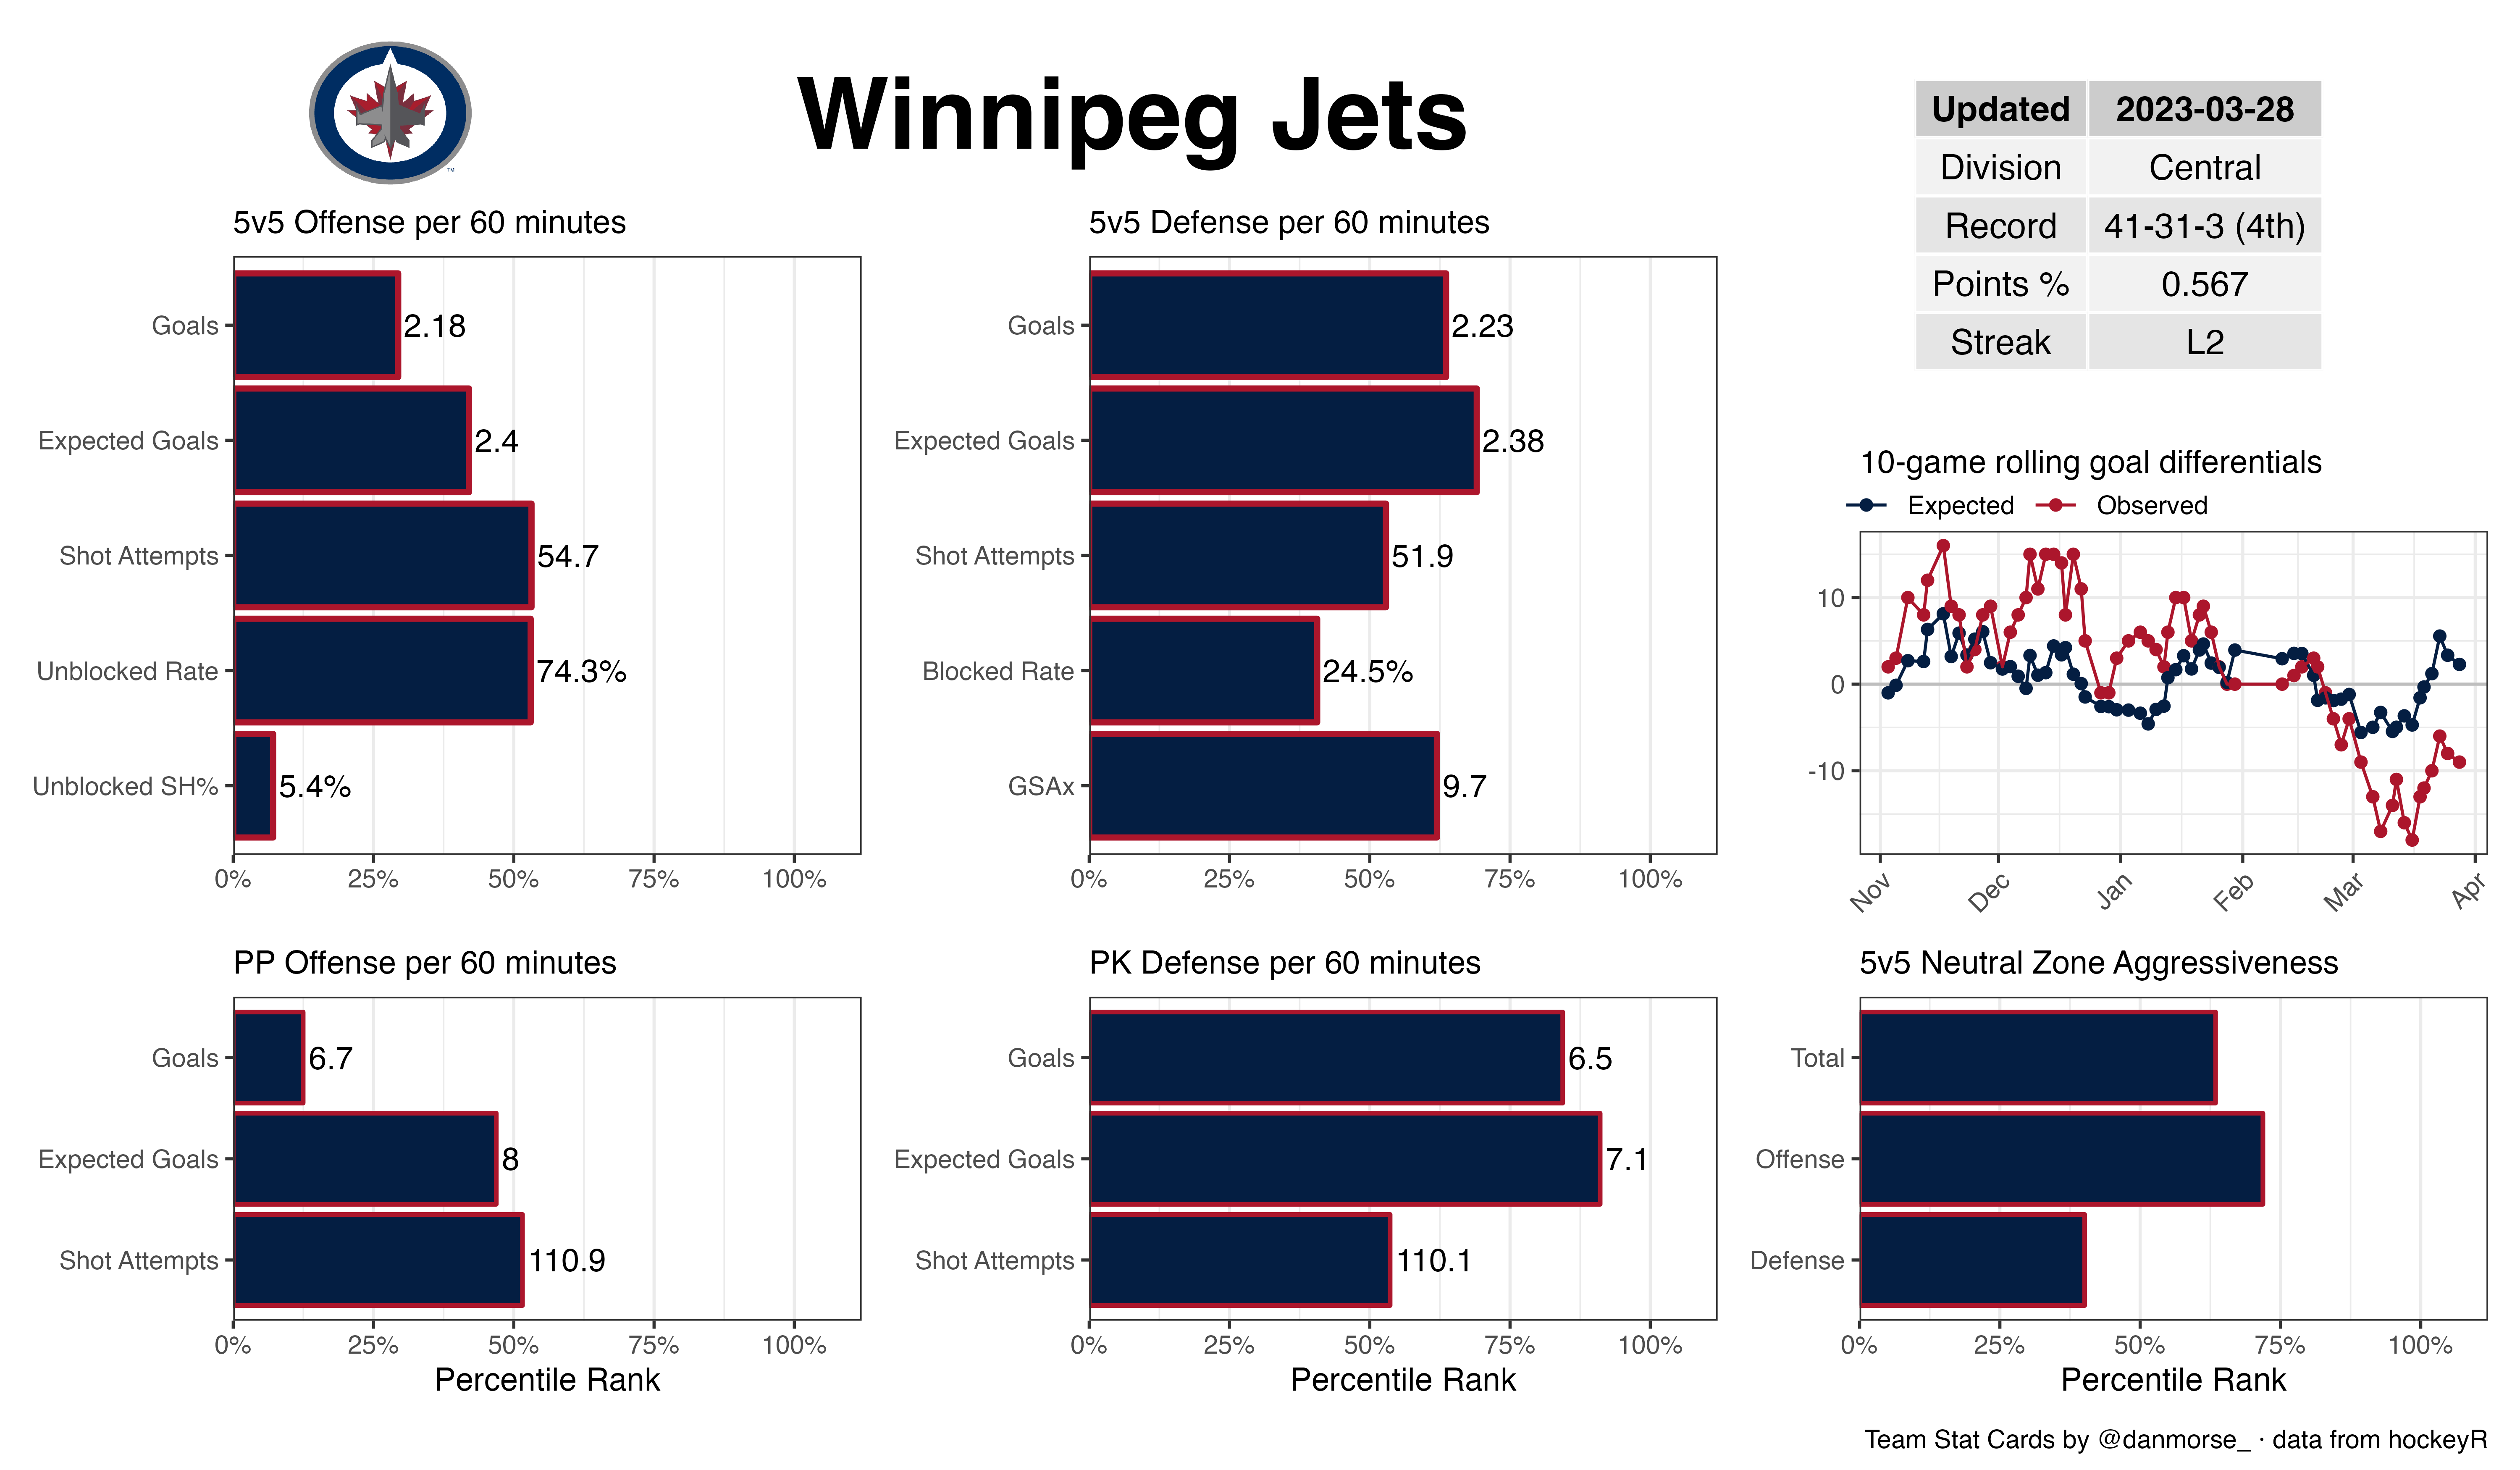 Winnipeg Jets
TM
Updated 2023-03-28
Division Central
Record 41-31-3 (4th)
Points % 0.567
Streak L2
5v5 Offense per 60 minutes
Goals 2.18
Expected Goals 2.4
Shot Attempts 54.7
Unblocked Rate 74.3%
Unblocked SH% 5.4%
0% 25% 50% 75% 100%
5v5 Defense per 60 minutes
Goals 2.23
Expected Goals 2.38
Shot Attempts 51.9
Blocked Rate 24.5%
GSAx 9.7
0% 25% 50% 75% 100%
10-game rolling goal differentials
Expected Observed
10
0
-10
Nov Dec Jan Feb Mar Apr
PP Offense per 60 minutes
Goals 6.7
Expected Goals 8
Shot Attempts 110.9
0% 25% 50% 75% 100%
Percentile Rank
PK Defense per 60 minutes
Goals 6.5
Expected Goals 7.1
Shot Attempts 110.1
0% 25% 50% 75% 100%
Percentile Rank
5v5 Neutral Zone Aggressiveness
Total
Offense
Defense
0% 25% 50% 75% 100%
Percentile Rank
Team Stat Cards by @danmorse_ · data from hockeyR